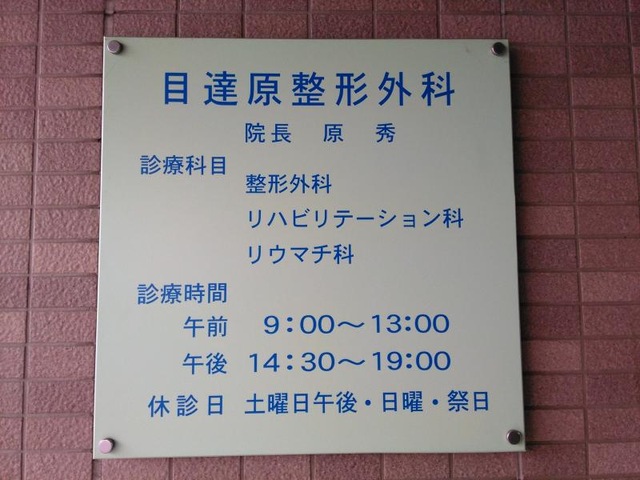 目達原整形外科
院長 原 秀
診療科目
整形外科
リハビリテーション科
リウマチ科
診療時間
午前 9:00～13:00
午後 14:30～19:00
休診日 土曜日午後・日曜・祭日